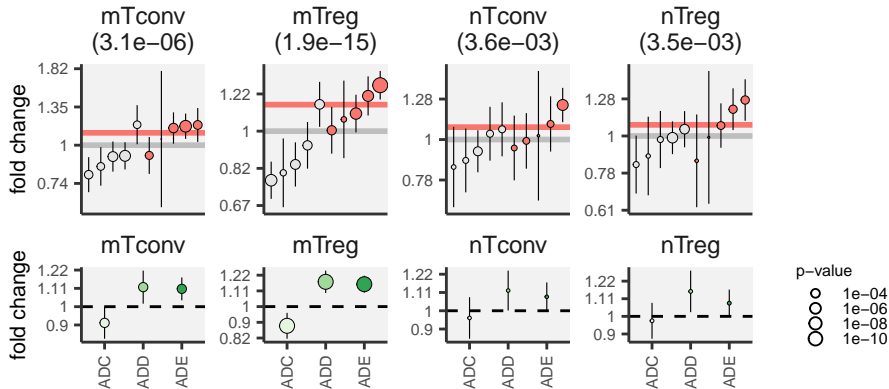 mTconv
(3.1e−06)
mTreg
(1.9e−15)
nTconv
(3.6e−03)
nTreg
(3.5e−03)
fold change
1.82
1.35
1
0.74
1.22
1
0.82
0.67
1.28
1
0.78
1.28
1
0.78
0.61
mTconv
mTreg
nTconv
nTreg
fold change
1.22
1.11
1
0.9
1.22
1.11
1
0.9
0.82
1.22
1.11
1
0.9
1.22
1.11
1
0.9
ADC
ADD
ADE
ADC
ADD
ADE
ADC
ADD
ADE
ADC
ADD
ADE
p−value
1e−04
1e−06
1e−08
1e−10